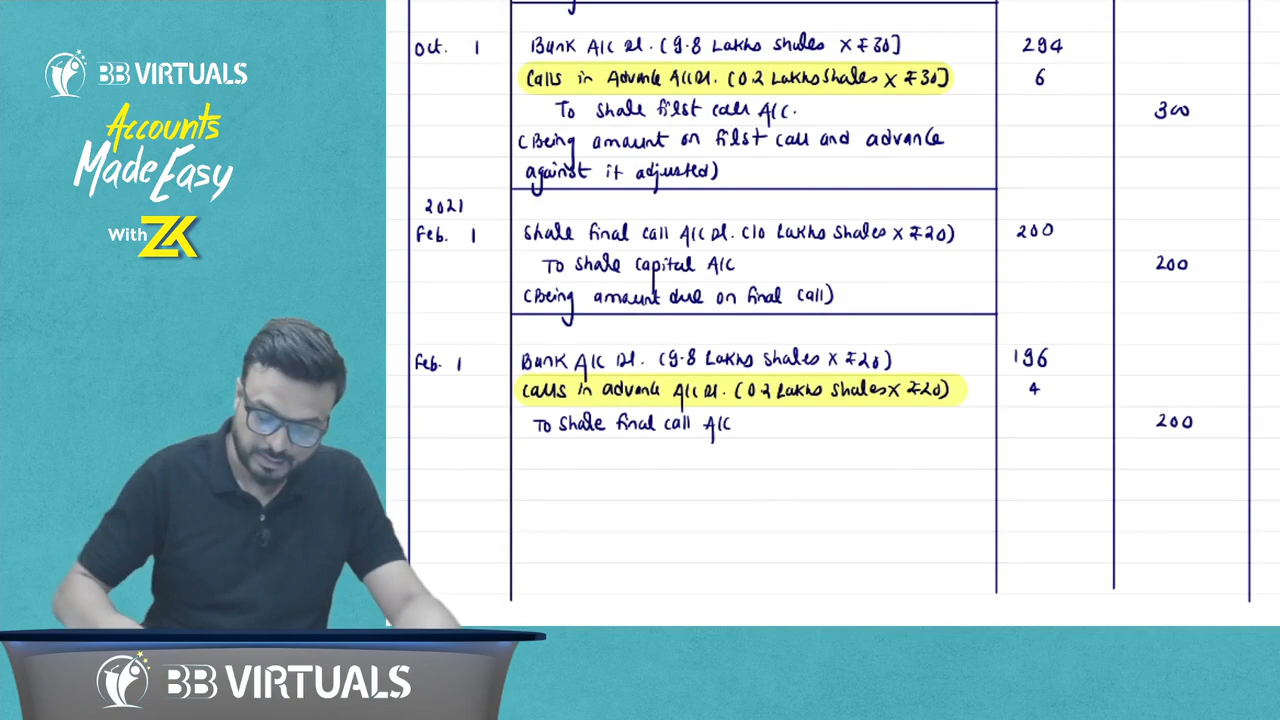 BB VIRTUALS
Accounts
Made Easy
With ZK
Oct. 1 Bank A/C Dr. (9.8 Lakhs shares X ₹30] 294
Calls in Advance A/C Dr. (0.2 Lakhs shares X ₹30] 6
To share first call A/C. 300
(Being amount on first call and advance
against it adjusted)
2021
Feb. 1 Share final call A/C Dr. (10 Lakhs shares X ₹20) 200
To share capital A/C 200
(Being amount due on final call)
Feb. 1 Bank A/C Dr. (9.8 Lakhs shares X ₹20) 196
Calls in advance A/C Dr. (0.2 Lakhs shares X ₹20) 4
To share final call A/C 200
BB VIRTUALS